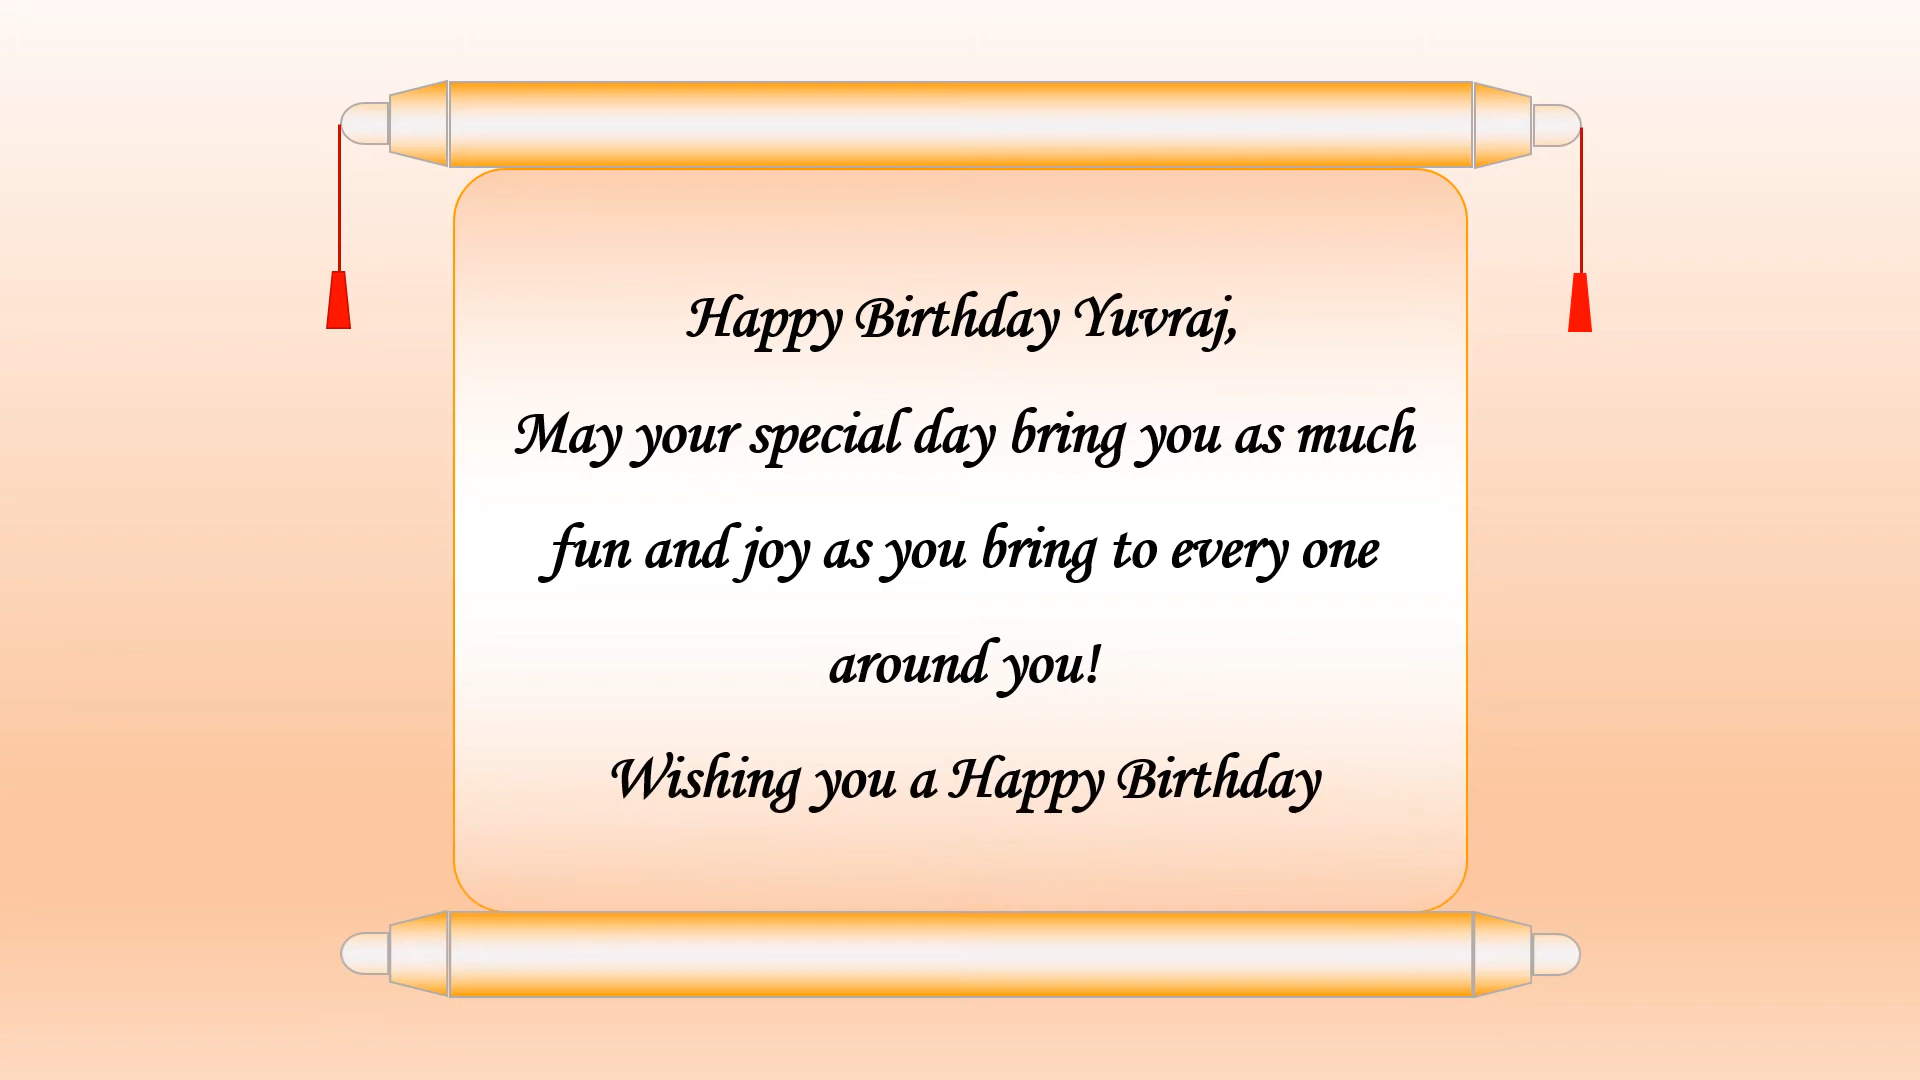 Happy Birthday Yuvraj,
May your special day bring you as much
fun and joy as you bring to every one
around you!
Wishing you a Happy Birthday